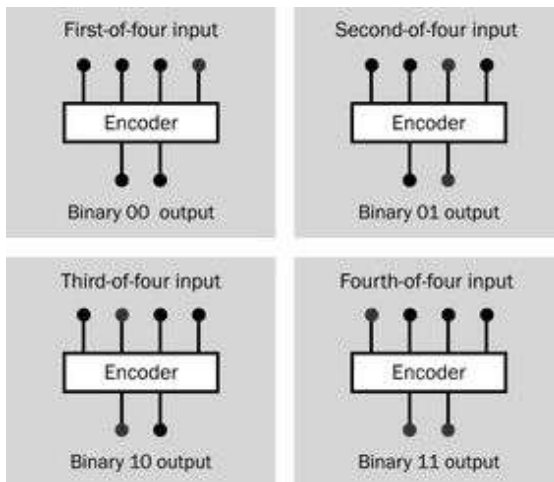 First-of-four input
Encoder
Binary 00 output
Second-of-four input
Encoder
Binary 01 output
Third-of-four input
Encoder
Binary 10 output
Fourth-of-four input
Encoder
Binary 11 output